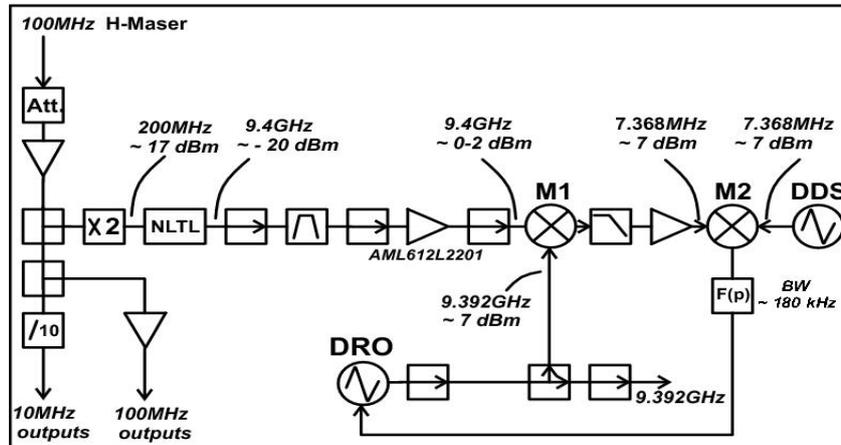 100MHz H-Maser
Att.
200MHz
~ 17 dBm
9.4GHz
~ - 20 dBm
9.4GHz
~ 0-2 dBm
7.368MHz
~ 7 dBm
7.368MHz
~ 7 dBm
M1
M2
DDS
X 2
NLTL
AML612L2201
9.392GHz
~ 7 dBm
F(p)
BW
~ 180 kHz
/10
DRO
9.392GHz
10MHz
outputs
100MHz
outputs